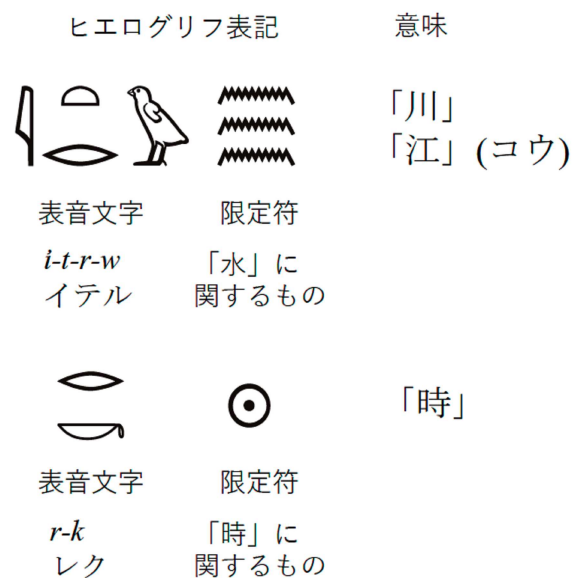 ヒエログリフ表記 意味
𓇋 𓏏 𓂋 𓅱 𓈗 「川」
「江」(コウ)
表音文字 限定符
i҆-t-r-w 「水」に
イテル 関するもの
𓂋 𓎡 𓇳 「時」
表音文字 限定符
r-k 「時」に
レク 関するもの